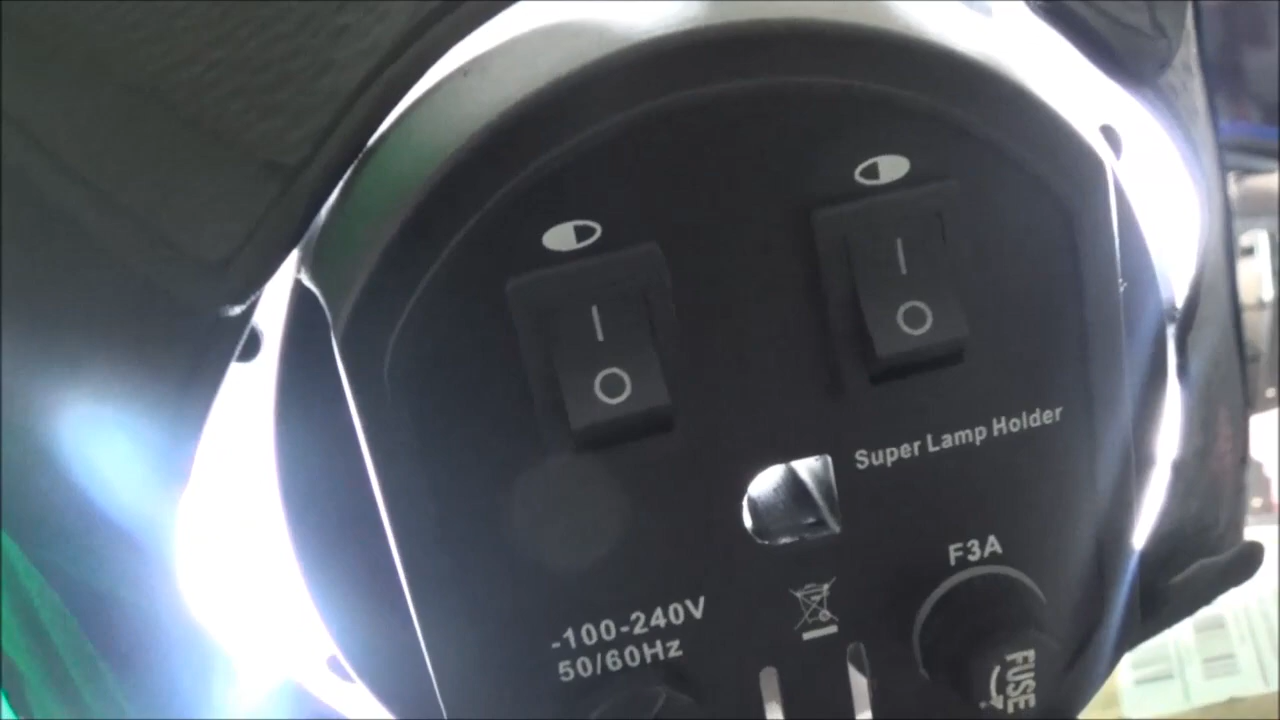 I
O
I
O
Super Lamp Holder
F3A
-100-240V
50/60Hz
FUSE